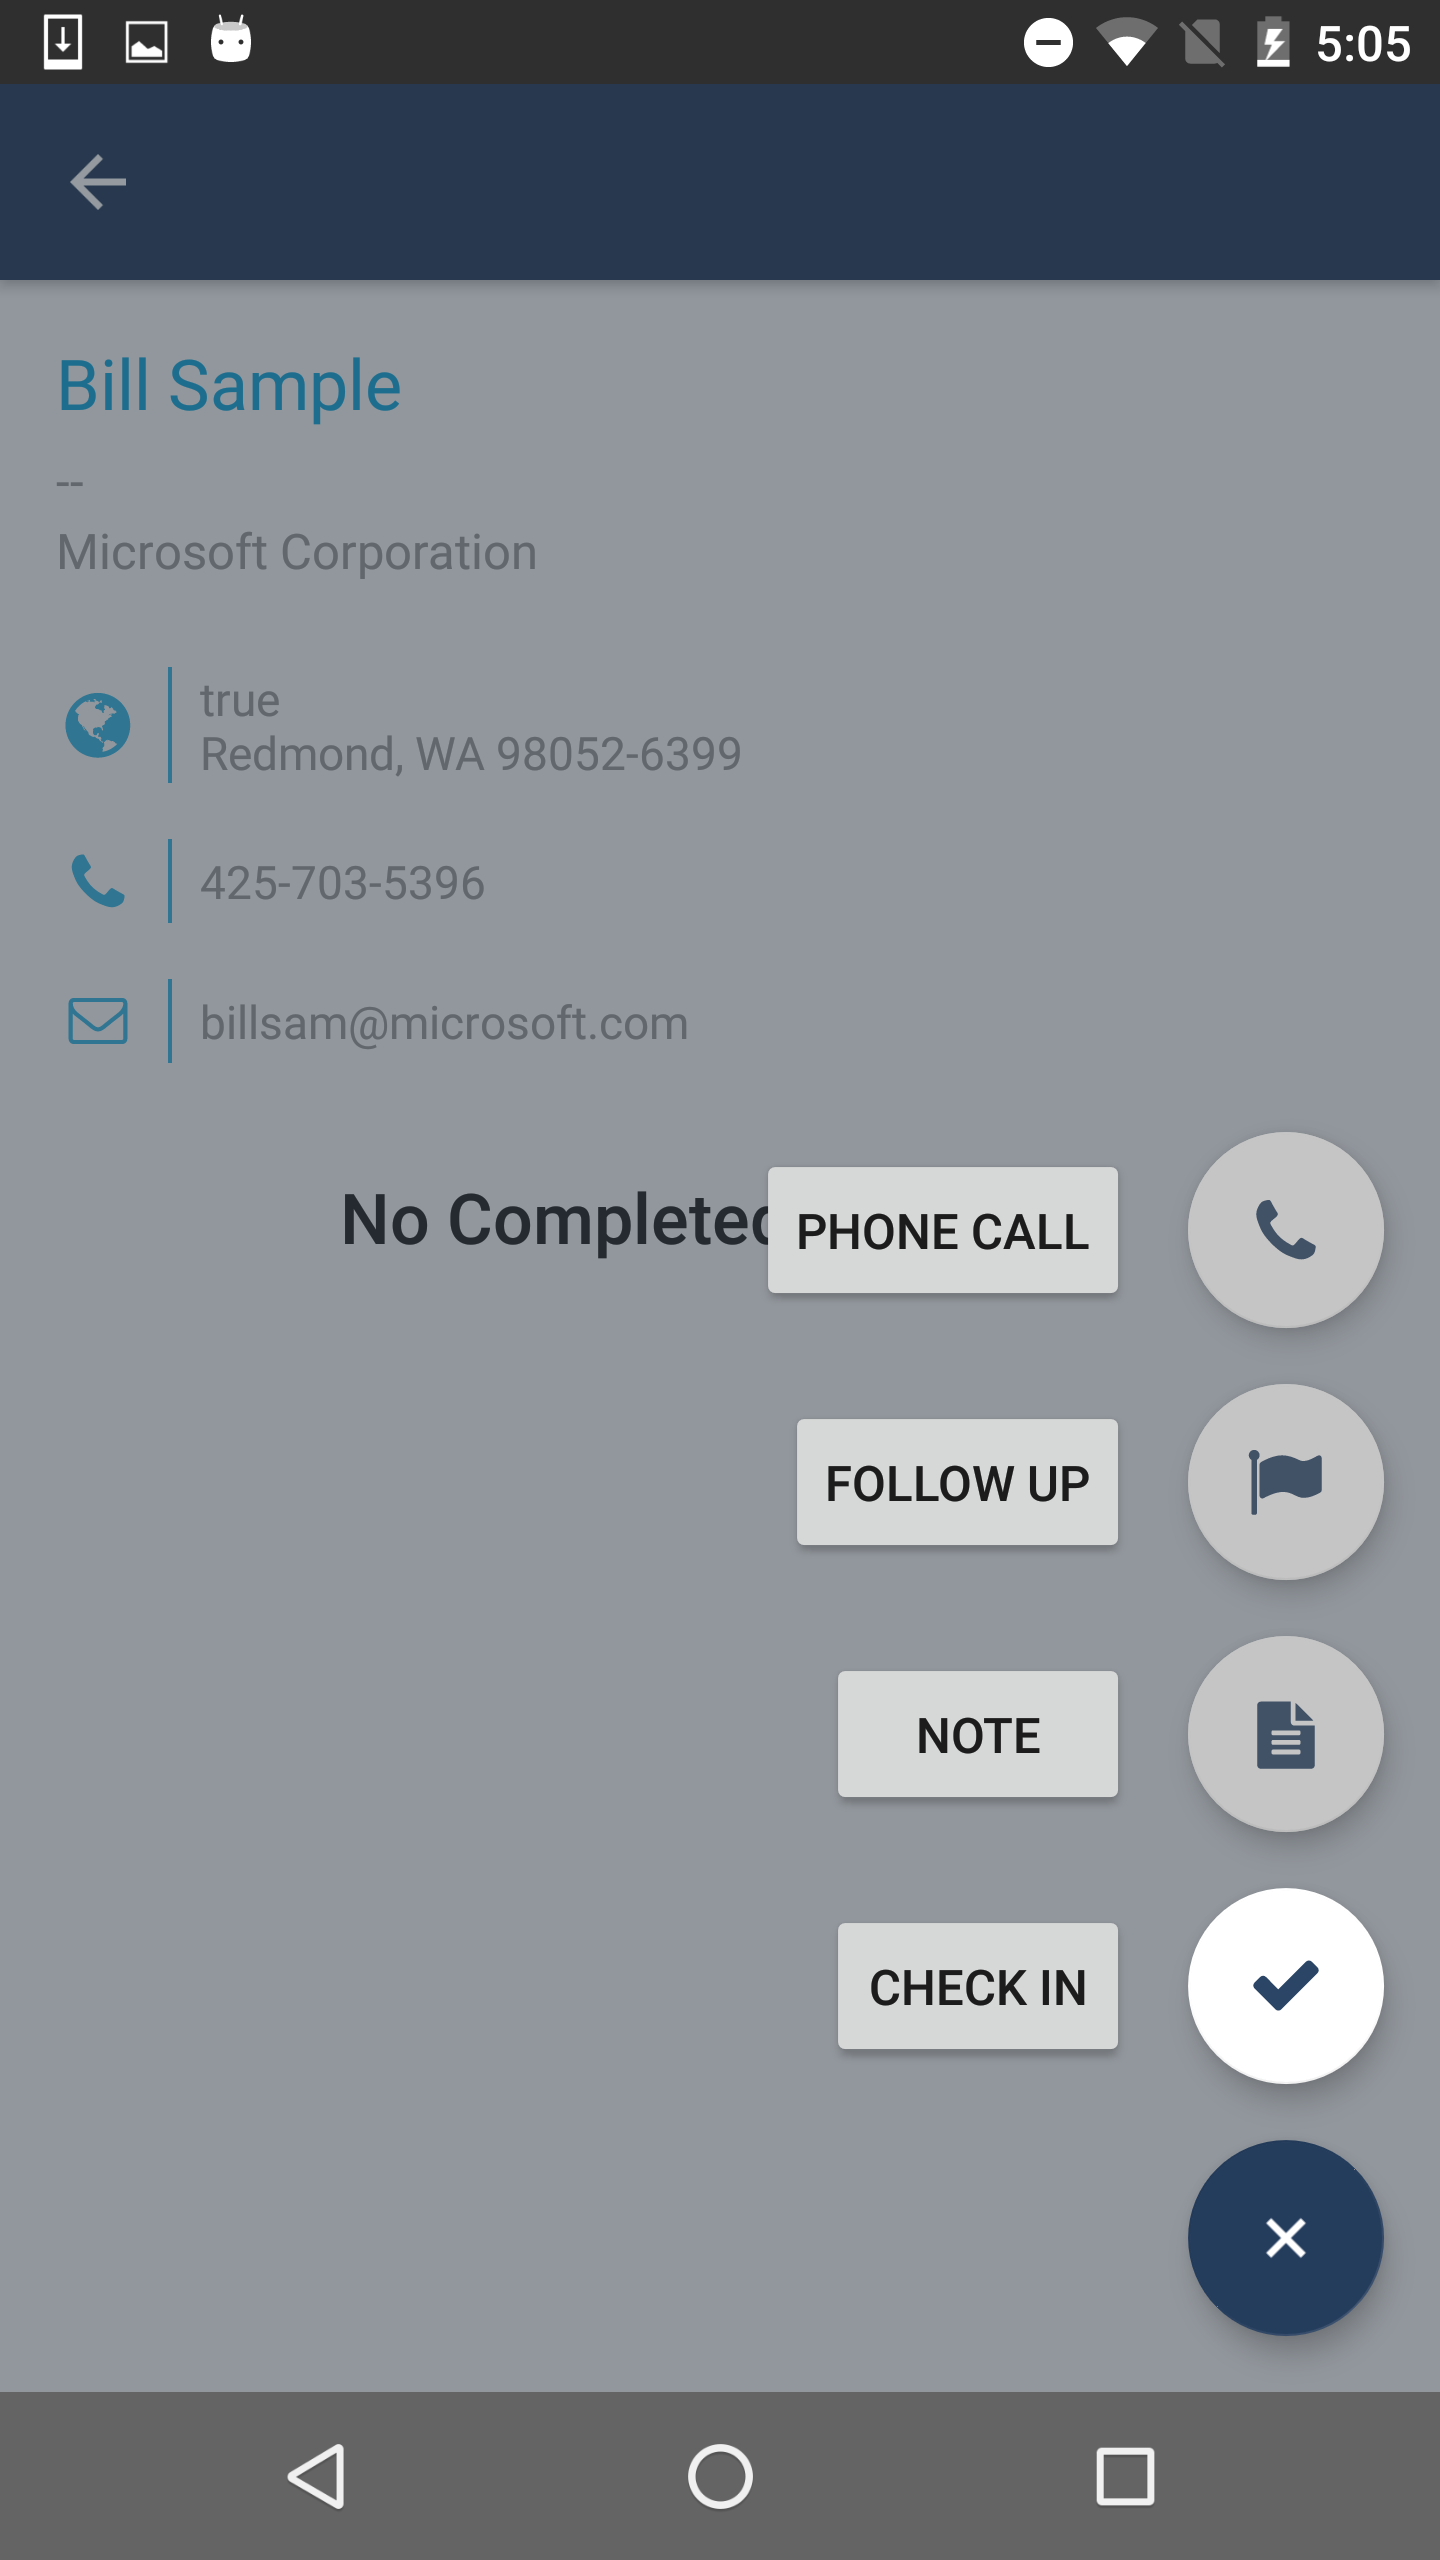 5:05
Bill Sample
--
Microsoft Corporation
true
Redmond, WA 98052-6399
425-703-5396
billsam@microsoft.com
No Completed
PHONE CALL
FOLLOW UP
NOTE
CHECK IN